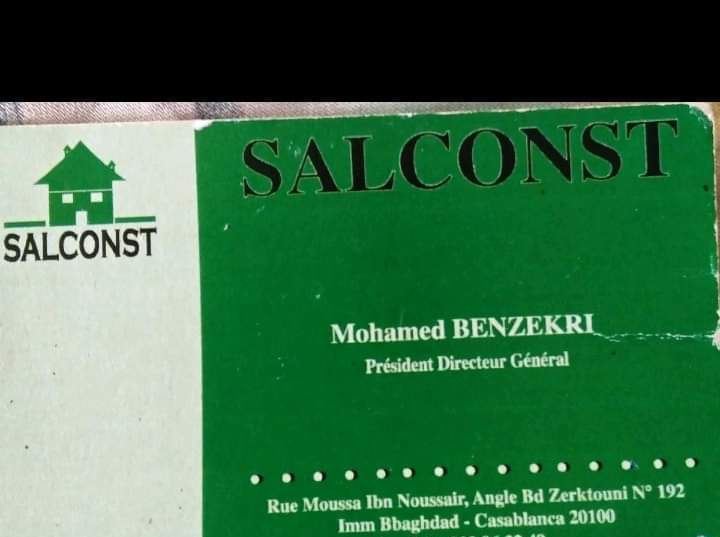 SALCONST
SALCONST
Mohamed BENZEKRI
Président Directeur Général
Rue Moussa Ibn Noussair, Angle Bd Zerktouni N° 192
Imm Bbaghdad - Casablanca 20100